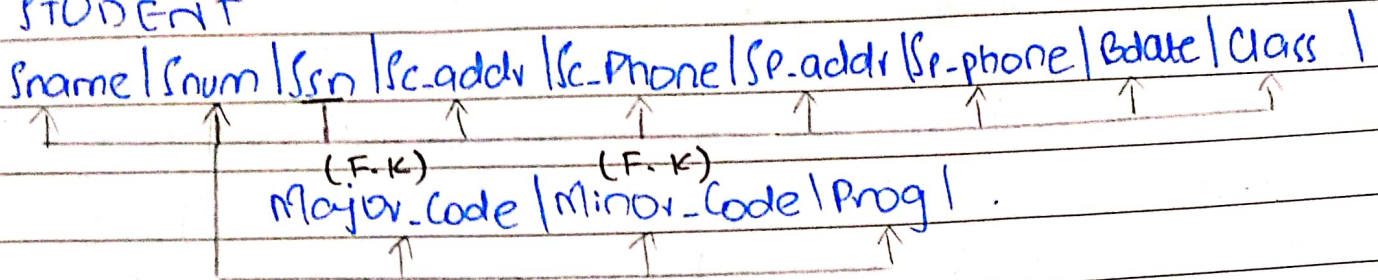 STUDENT
Sname | Snum | Ssn | Sc_addr | Sc_Phone | Sp_addr | Sp_phone | Bdate | Class |
(F.K) (F.K)
Major_Code | Minor_Code | Prog | .